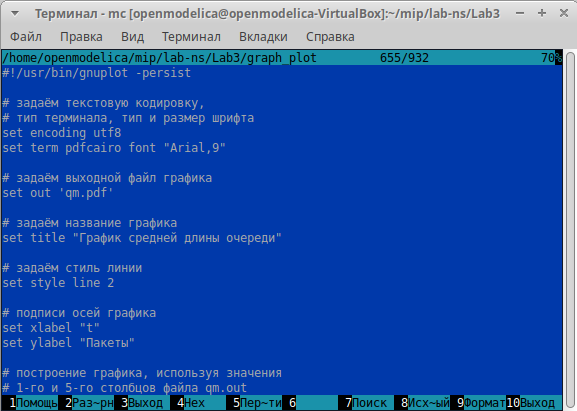 Терминал - mc [openmodelica@openmodelica-VirtualBox]:~/mip/lab-ns/Lab3
Файл Правка Вид Терминал Вкладки Справка
/home/openmodelica/mip/lab-ns/Lab3/graph_plot 655/932 70%
#!/usr/bin/gnuplot -persist
# задаём текстовую кодировку,
# тип терминала, тип и размер шрифта
set encoding utf8
set term pdfcairo font "Arial,9"
# задаём выходной файл графика
set out 'qm.pdf'
# задаём название графика
set title "График средней длины очереди"
# задаём стиль линии
set style line 2
# подписи осей графика
set xlabel "t"
set ylabel "Пакеты"
# построение графика, используя значения
# 1-го и 5-го столбцов файла qm.out
1Помощь 2Раз~рн 3Выход 4Hex 5Пер~ти 6 7Поиск 8Исх~ый 9Формат 10Выход